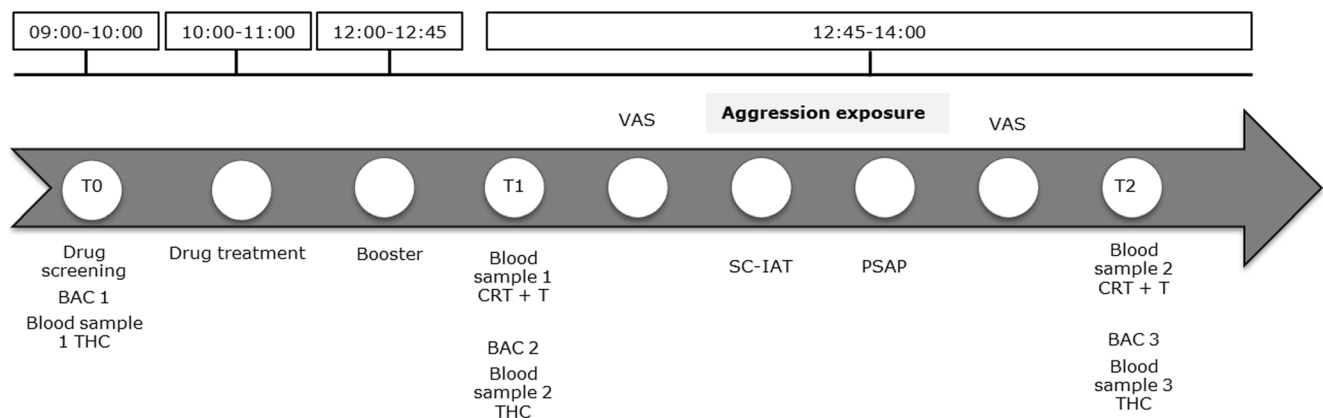 09:00-10:00
10:00-11:00
12:00-12:45
12:45-14:00
VAS
Aggression exposure
VAS
T0
T1
T2
Drug
screening
BAC 1
Blood sample
1 THC
Drug treatment
Booster
Blood
sample 1
CRT + T
BAC 2
Blood
sample 2
THC
SC-IAT
PSAP
Blood
sample 2
CRT + T
BAC 3
Blood
sample 3
THC